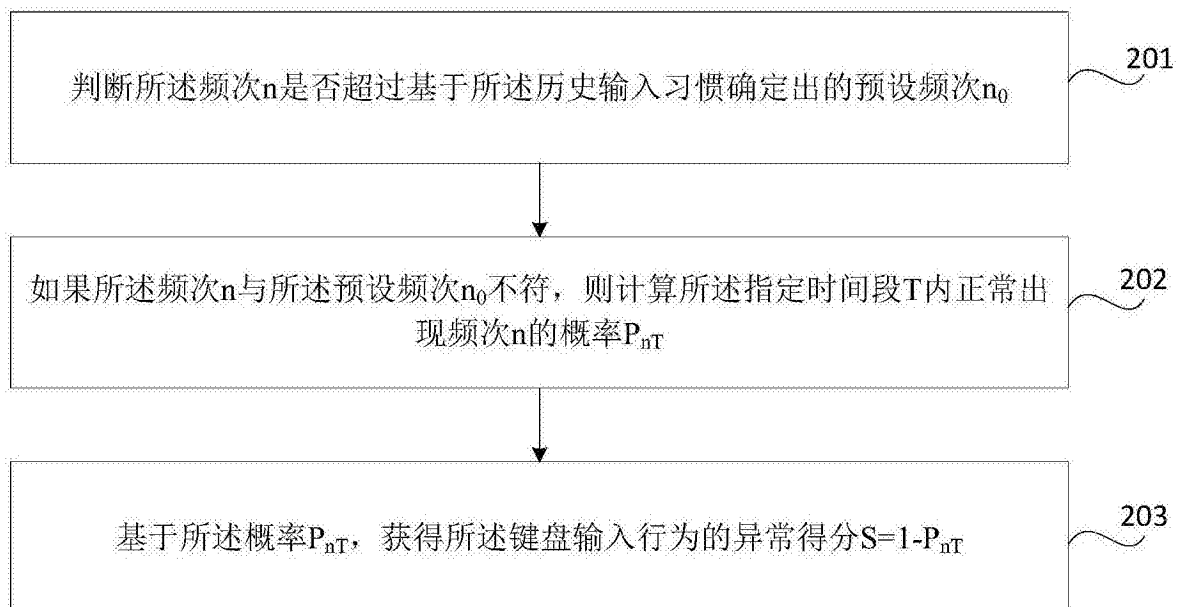 判断所述频次n是否超过基于所述历史输入习惯确定出的预设频次n₀
201
如果所述频次n与所述预设频次n₀不符，则计算所述指定时间段T内正常出
现频次n的概率PnT
202
基于所述概率PnT，获得所述键盘输入行为的异常得分S=1-PnT
203